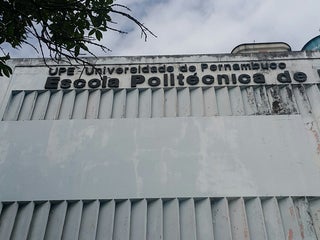 UPE-Universidade de Pernambuco
Escola Politécnica de